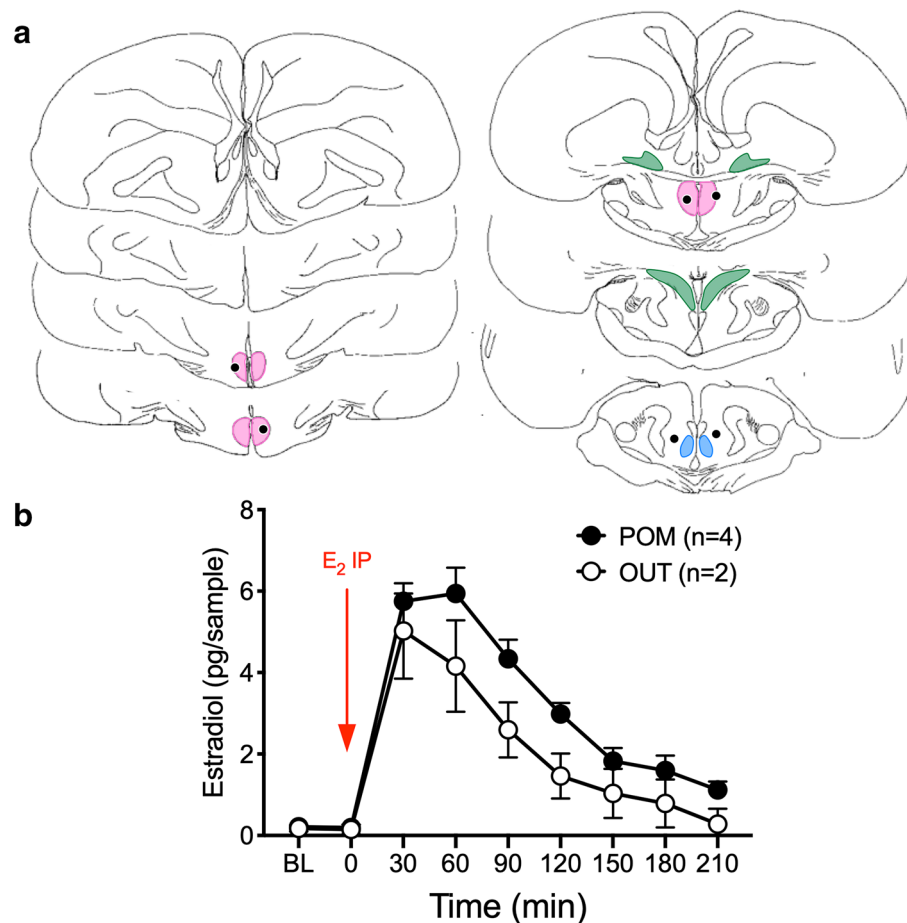 a
b
8
6
4
2
0
Estradiol (pg/sample)
E₂ IP
POM (n=4)
OUT (n=2)
BL 0 30 60 90 120 150 180 210
Time (min)